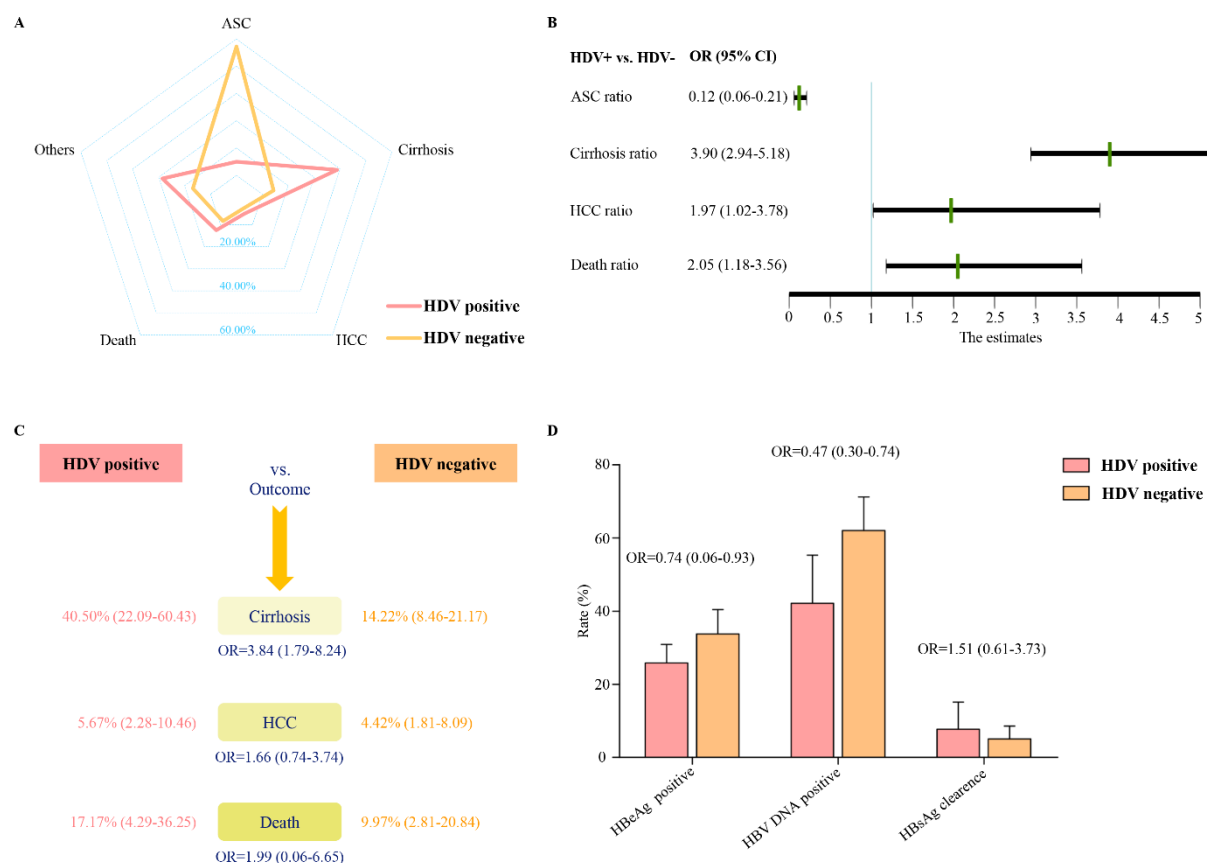 A
ASC
Others
Cirrhosis
20.00%
40.00%
60.00%
Death
HCC
HDV positive
HDV negative
B
HDV+ vs. HDV- OR (95% CI)
ASC ratio 0.12 (0.06-0.21)
Cirrhosis ratio 3.90 (2.94-5.18)
HCC ratio 1.97 (1.02-3.78)
Death ratio 2.05 (1.18-3.56)
0 0.5 1 1.5 2 2.5 3 3.5 4 4.5 5
The estimates
C
HDV positive
vs.
Outcome
HDV negative
40.50% (22.09-60.43) Cirrhosis 14.22% (8.46-21.17)
OR=3.84 (1.79-8.24)
5.67% (2.28-10.46) HCC 4.42% (1.81-8.09)
OR=1.66 (0.74-3.74)
17.17% (4.29-36.25) Death 9.97% (2.81-20.84)
OR=1.99 (0.06-6.65)
D
HDV positive
HDV negative
OR=0.47 (0.30-0.74)
OR=0.74 (0.06-0.93)
OR=1.51 (0.61-3.73)
Rate (%)
80
60
40
20
0
HBeAg positive
HBV DNA positive
HBsAg clearence